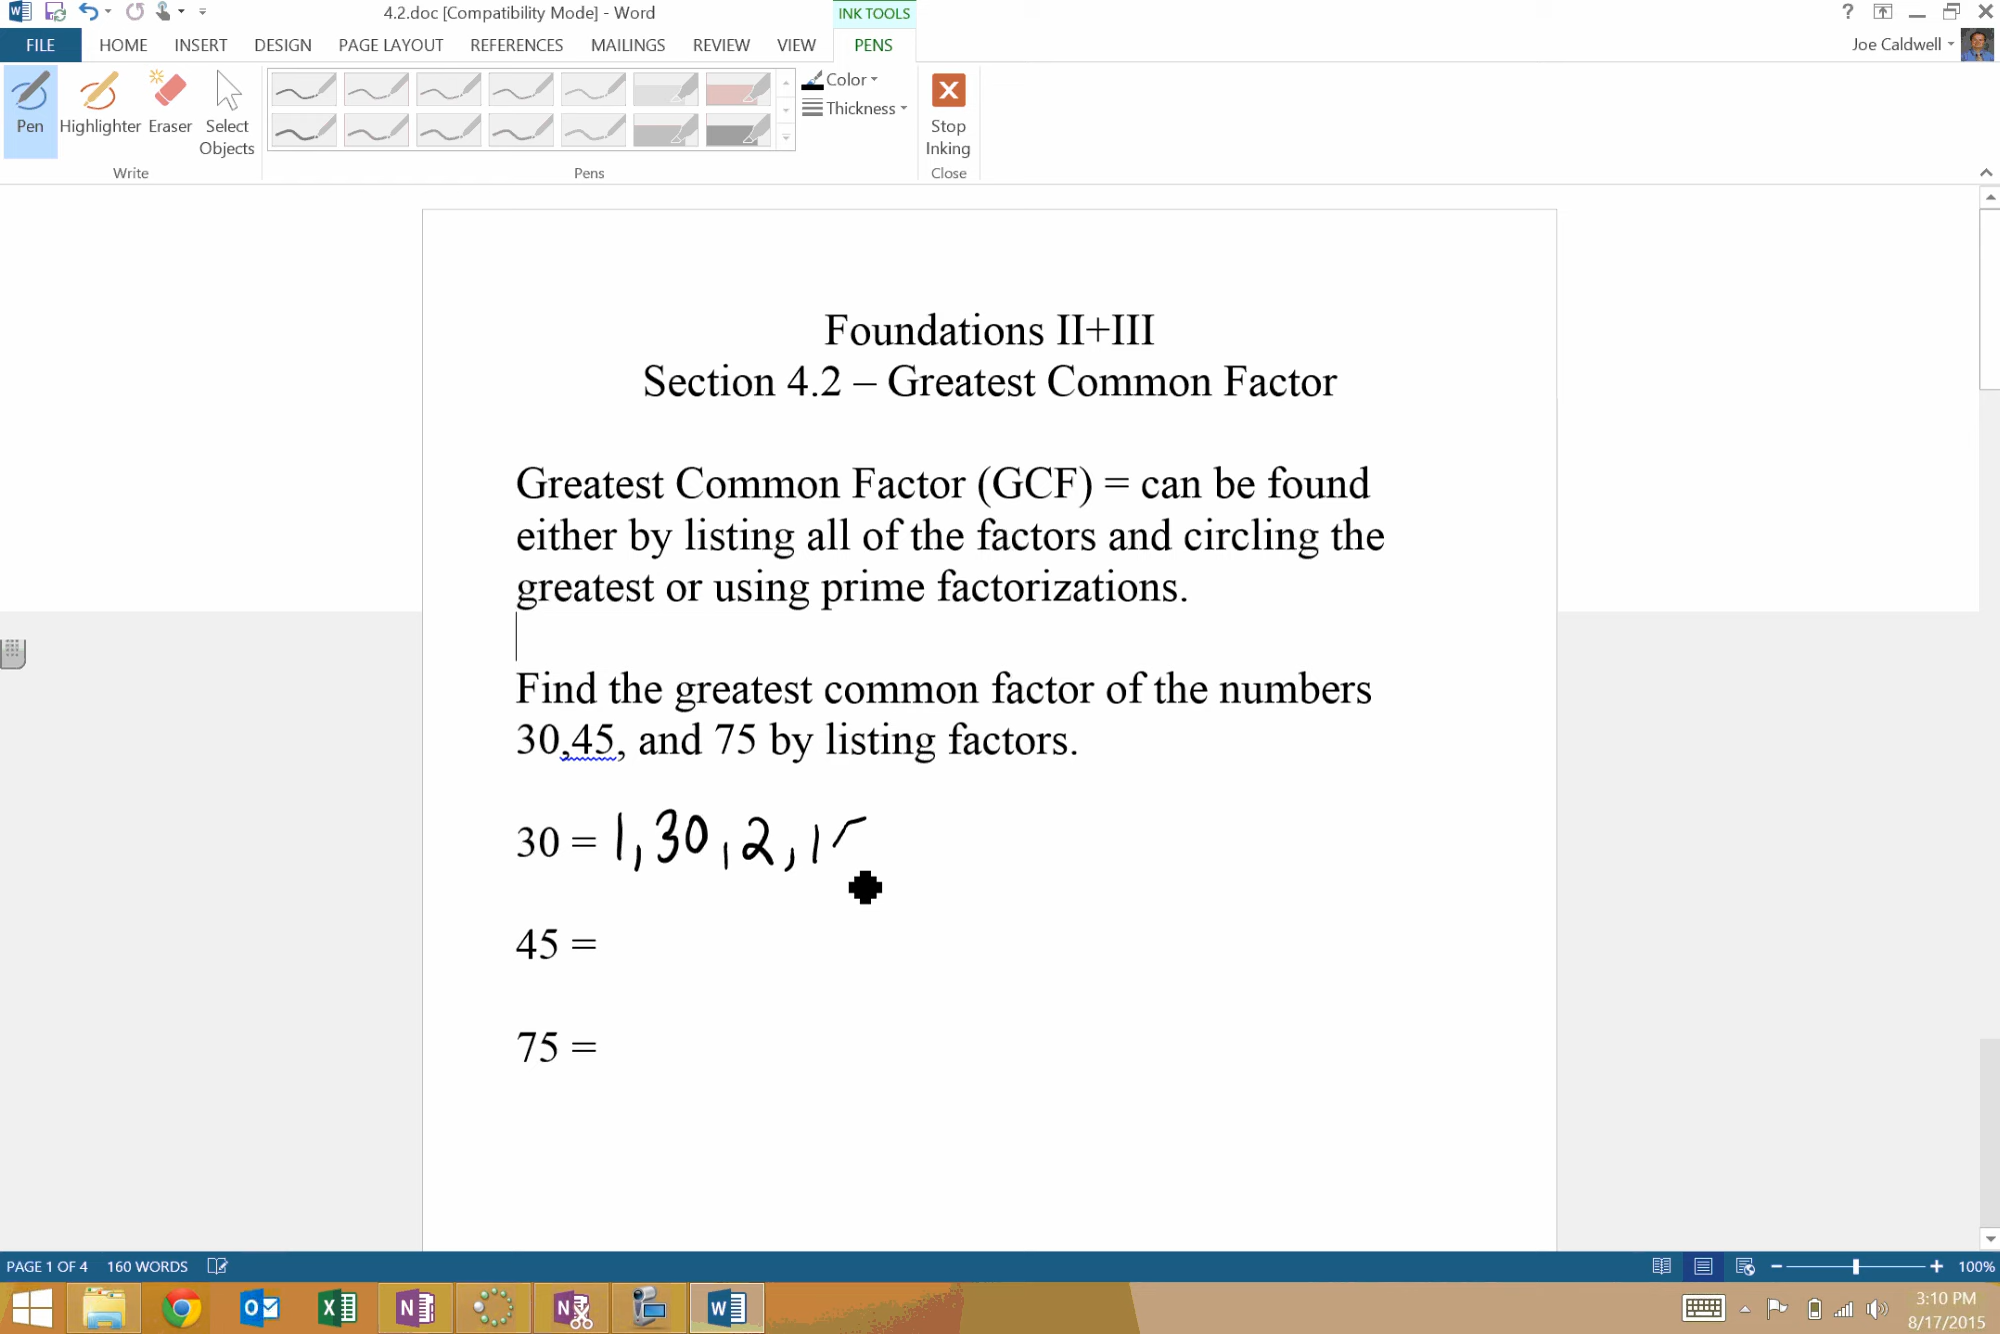 4.2.doc [Compatibility Mode] - Word
INK TOOLS
?
FILE HOME INSERT DESIGN PAGE LAYOUT REFERENCES MAILINGS REVIEW VIEW PENS
Joe Caldwell
Pen Highlighter Eraser Select Objects
Color
Thickness
Stop Inking
Write
Pens
Close
Foundations II+III
Section 4.2 – Greatest Common Factor
Greatest Common Factor (GCF) = can be found
either by listing all of the factors and circling the
greatest or using prime factorizations.
Find the greatest common factor of the numbers
30,45, and 75 by listing factors.
30 = 1, 30, 2, 1
45 =
75 =
PAGE 1 OF 4 160 WORDS
100%
3:10 PM
8/17/2015